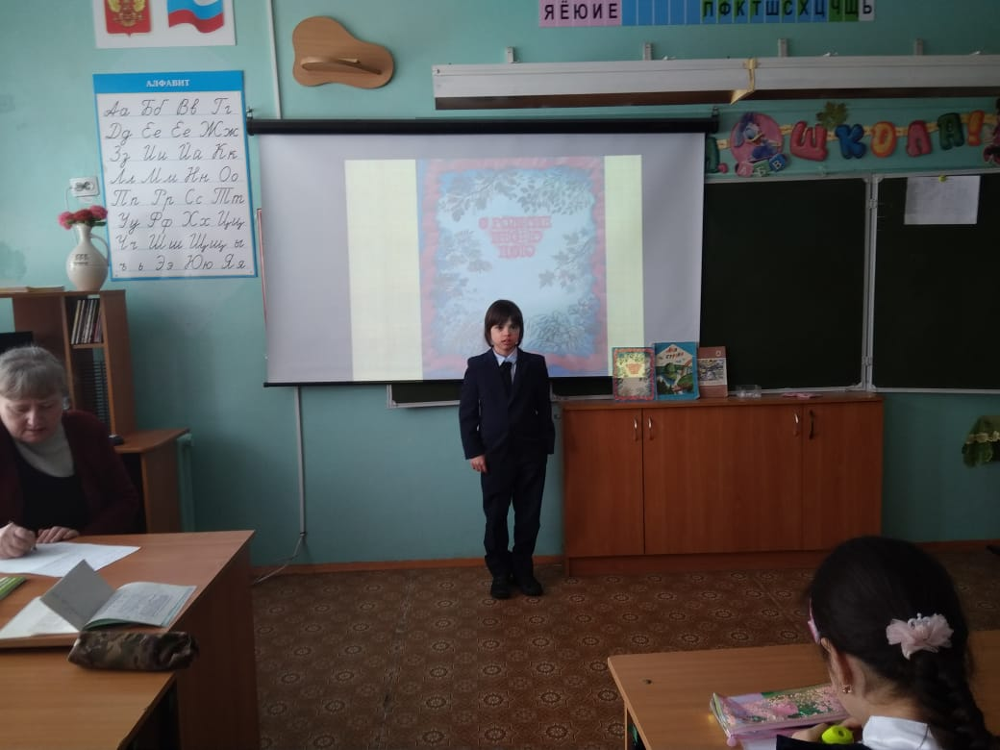 ЯЁЮИЕ
ПФКТШСХЦЧЩЬ
АЛФАВИТ
Аа Бб Вв Гг
Дд Ее Ёё Жж
Зз Ии Йй Кк
Лл Мм Нн Оо
Пп Рр Сс Тт
Уу Фф Хх Цц
Чч Шш Щщ ы
ъ ь Ээ Юю Яя
ШКОЛА!
О РОДИНЕ